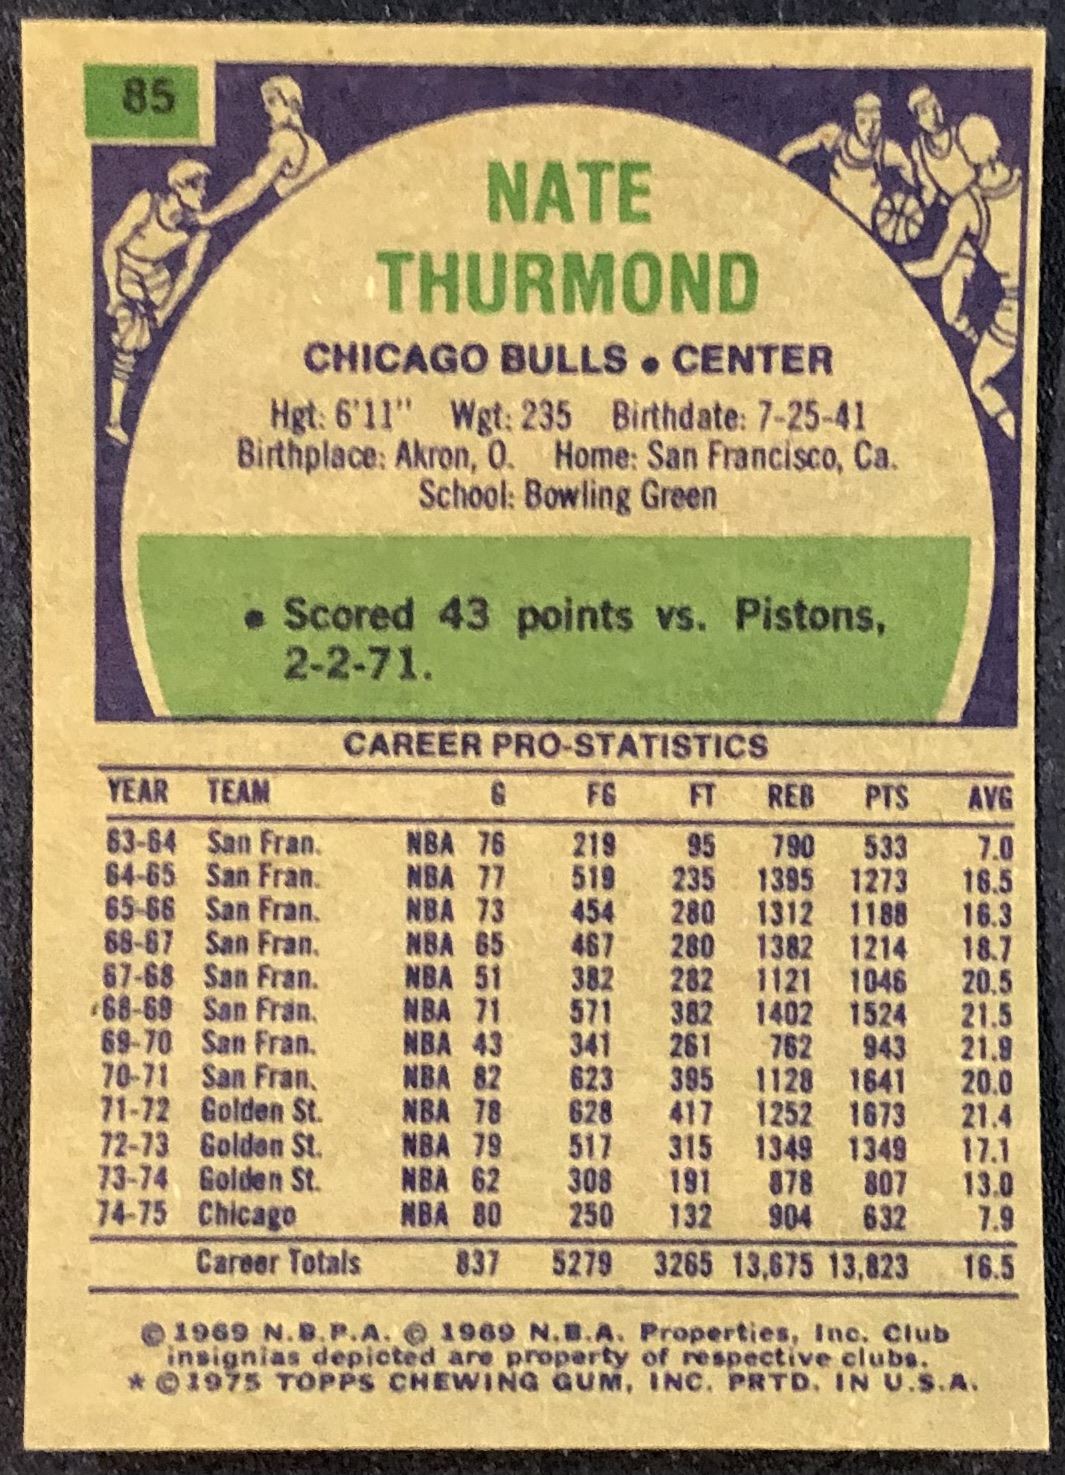 85
NATE
THURMOND
CHICAGO BULLS • CENTER
Hgt: 6'11" Wgt: 235 Birthdate: 7-25-41
Birthplace: Akron, O. Home: San Francisco, Ca.
School: Bowling Green
• Scored 43 points vs. Pistons,
2-2-71.
CAREER PRO-STATISTICS
YEAR TEAM G FG FT REB PTS AVG
63-64 San Fran. NBA 76 219 95 790 533 7.0
64-65 San Fran. NBA 77 519 235 1395 1273 16.5
65-66 San Fran. NBA 73 454 280 1312 1188 16.3
66-67 San Fran. NBA 65 467 280 1382 1214 18.7
67-68 San Fran. NBA 51 382 282 1121 1046 20.5
68-69 San Fran. NBA 71 571 382 1402 1524 21.5
69-70 San Fran. NBA 43 341 261 762 943 21.9
70-71 San Fran. NBA 82 623 395 1128 1641 20.0
71-72 Golden St. NBA 78 628 417 1252 1673 21.4
72-73 Golden St. NBA 79 517 315 1349 1349 17.1
73-74 Golden St. NBA 62 308 191 878 807 13.0
74-75 Chicago NBA 80 250 132 904 632 7.9
Career Totals 837 5279 3265 13,675 13,823 16.5
© 1969 N.B.P.A. © 1969 N.B.A. Properties, Inc. Club
insignias depicted are property of respective clubs.
* © 1975 TOPPS CHEWING GUM, INC. PRTD. IN U.S.A.